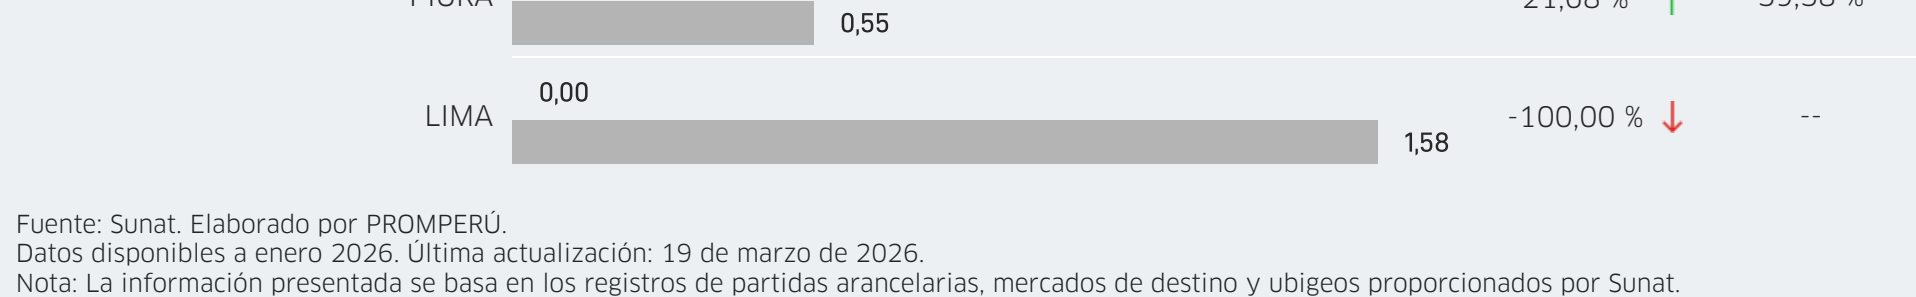 0,55
LIMA 0,00 1,58 -100,00 % --
Fuente: Sunat. Elaborado por PROMPERÚ.
Datos disponibles a enero 2026. Última actualización: 19 de marzo de 2026.
Nota: La información presentada se basa en los registros de partidas arancelarias, mercados de destino y ubigeos proporcionados por Sunat.